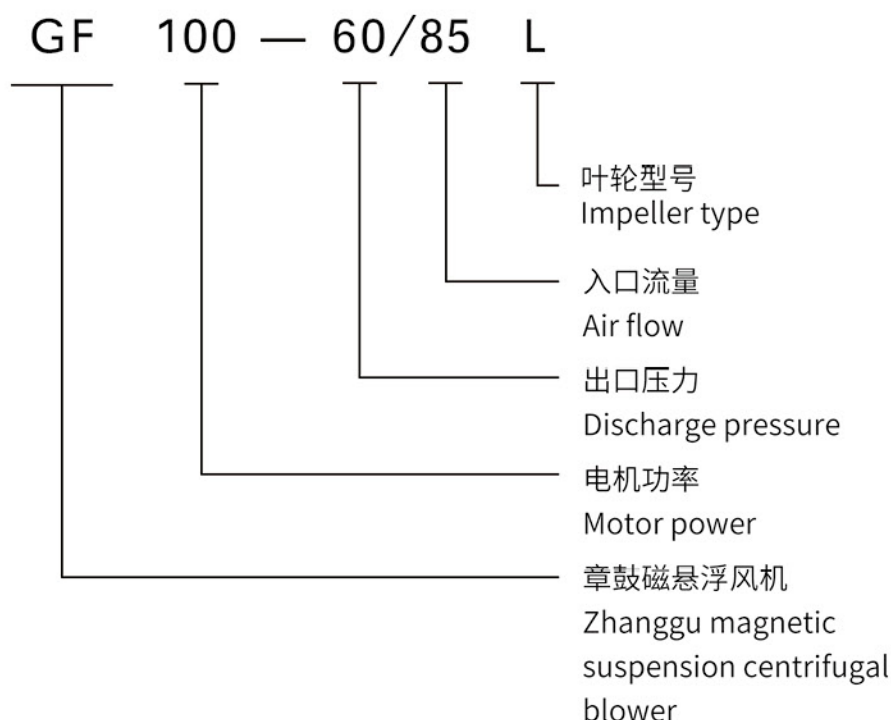 GF 100 — 60/85 L
叶轮型号
Impeller type
入口流量
Air flow
出口压力
Discharge pressure
电机功率
Motor power
章鼓磁悬浮风机
Zhanggu magnetic
suspension centrifugal
blower